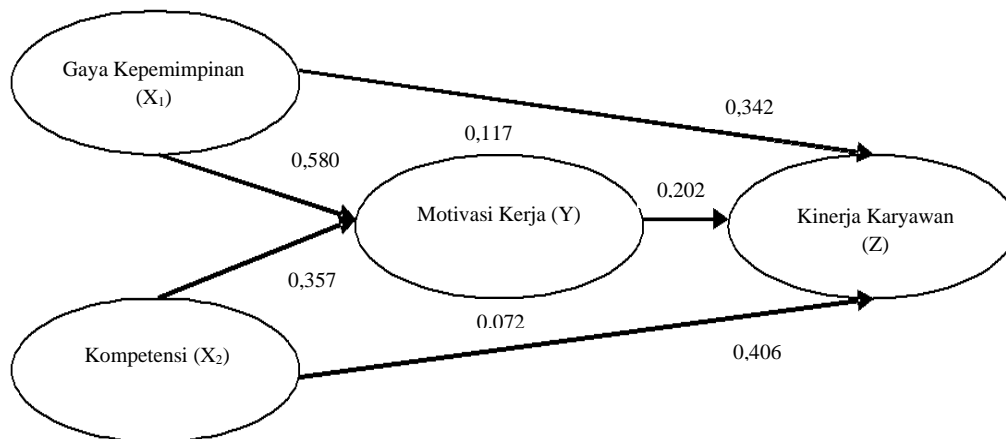 Gaya Kepemimpinan
(X₁)
0,342
0,117
0,580
0,202
Motivasi Kerja (Y)
Kinerja Karyawan
(Z)
0,357
0,072
Kompetensi (X₂)
0,406